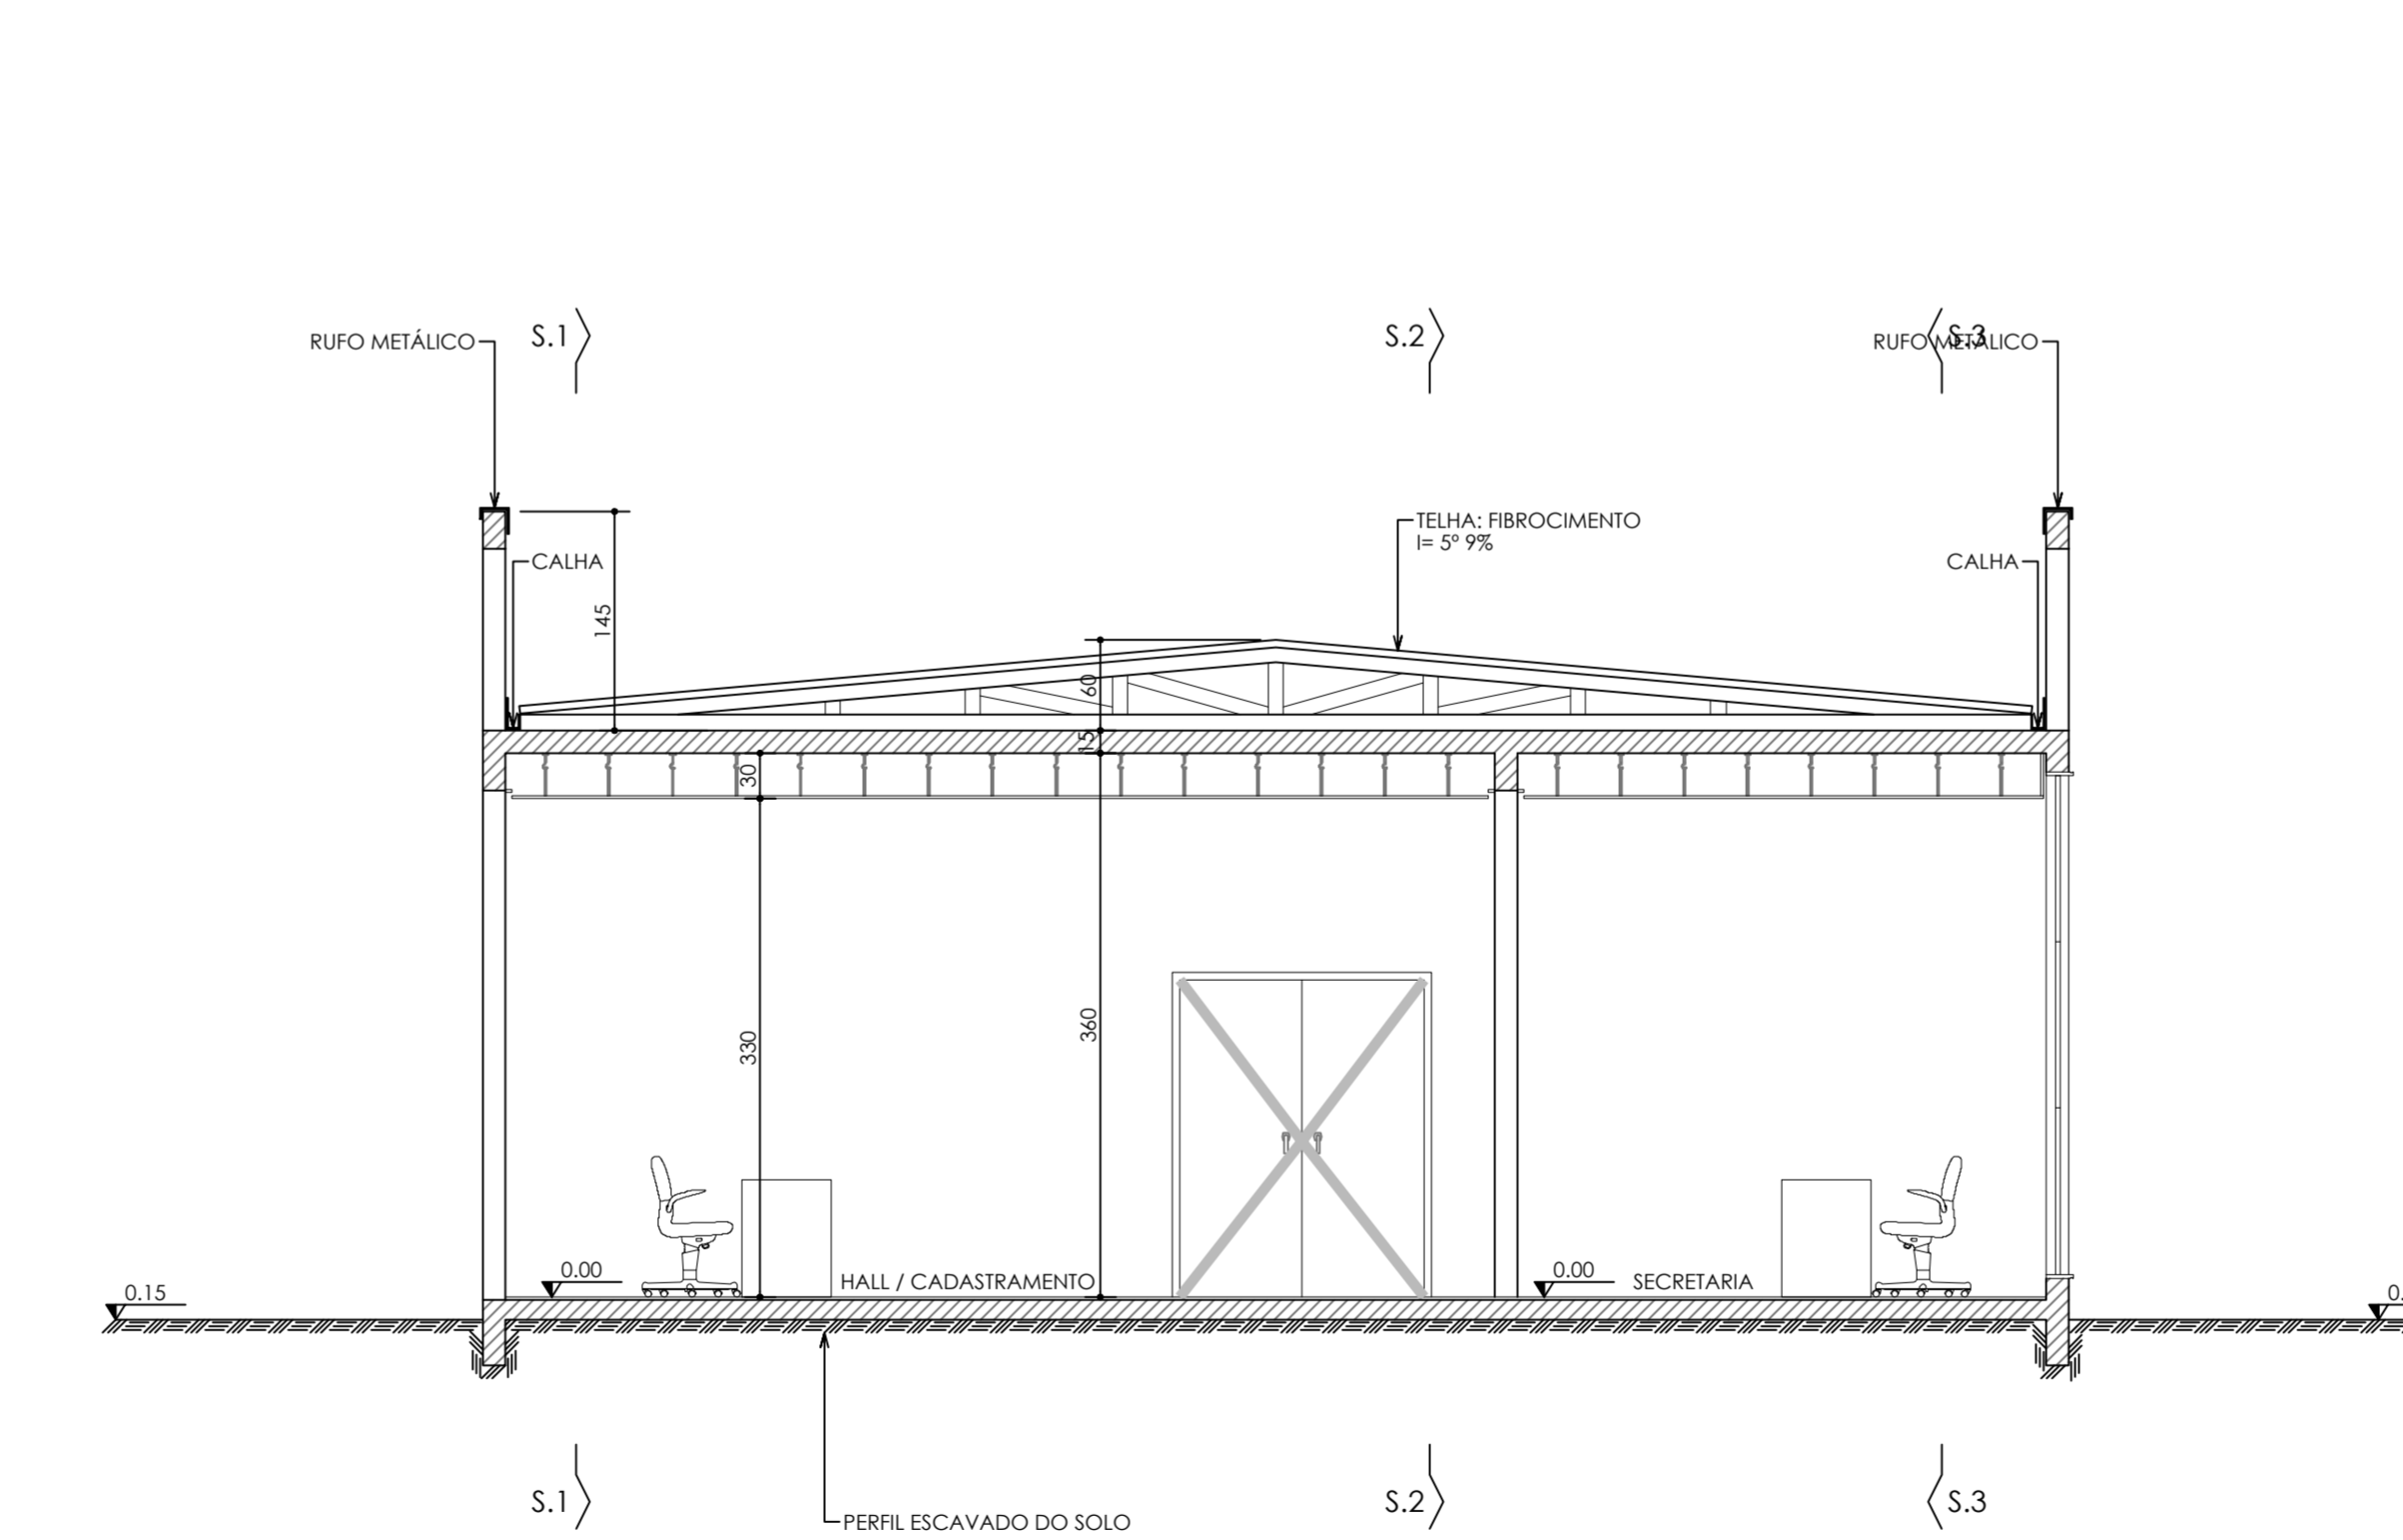 S.1
S.2
S.3
RUFO METÁLICO
RUFO METÁLICO
TELHA: FIBROCIMENTO
I= 5º 9%
CALHA
CALHA
145
60
15
30
330
360
0.00
HALL / CADASTRAMENTO
0.00
SECRETARIA
0.15
S.1
S.2
S.3
PERFIL ESCAVADO DO SOLO